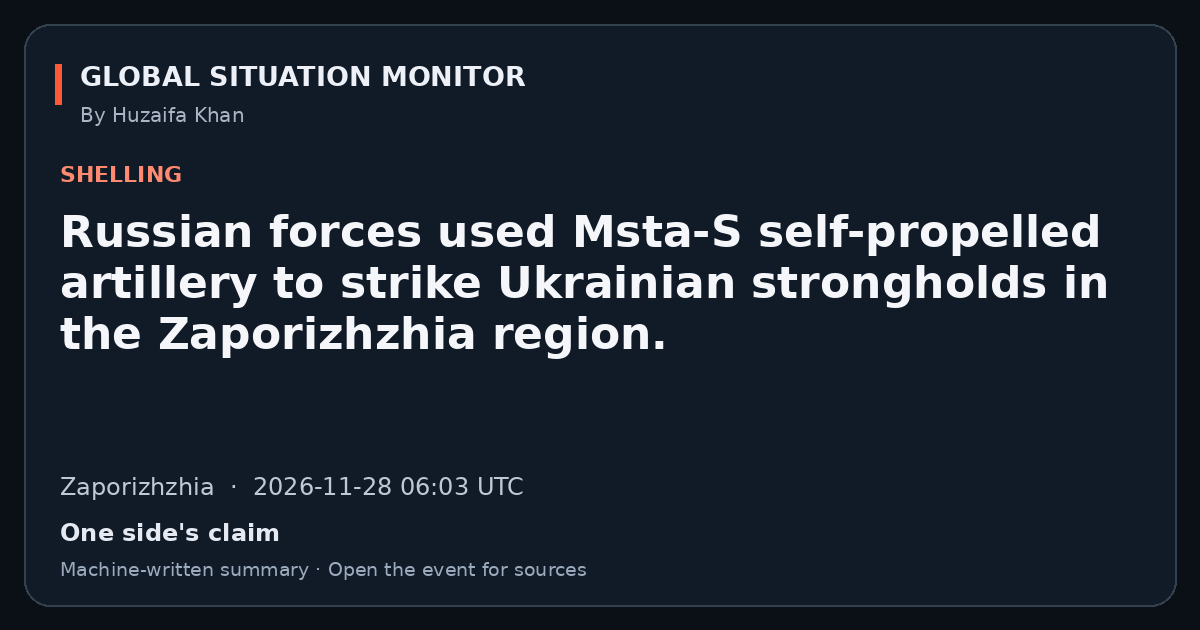 GLOBAL SITUATION MONITOR
By Huzaifa Khan
SHELLING
Russian forces used Msta-S self-propelled
artillery to strike Ukrainian strongholds in
the Zaporizhzhia region.
Zaporizhzhia · 2026-11-28 06:03 UTC
One side's claim
Machine-written summary · Open the event for sources